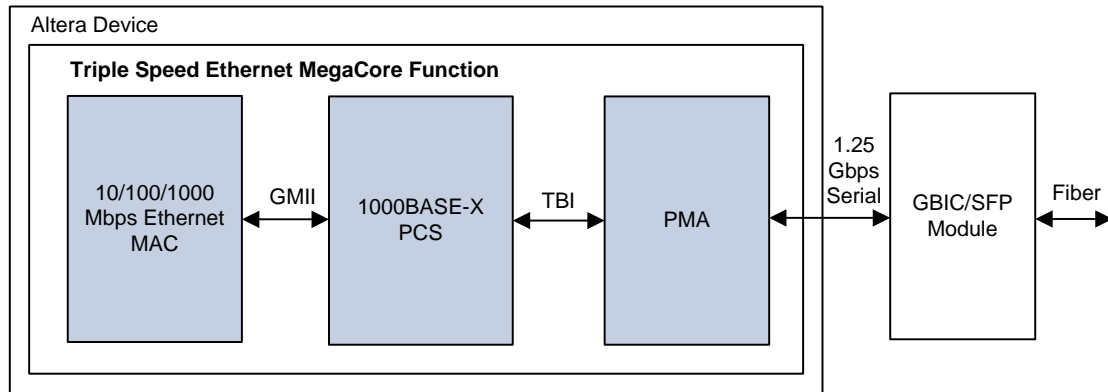 Altera Device
Triple Speed Ethernet MegaCore Function
10/100/1000
Mbps Ethernet
MAC
GMII
1000BASE-X
PCS
TBI
PMA
1.25
Gbps
Serial
GBIC/SFP
Module
Fiber